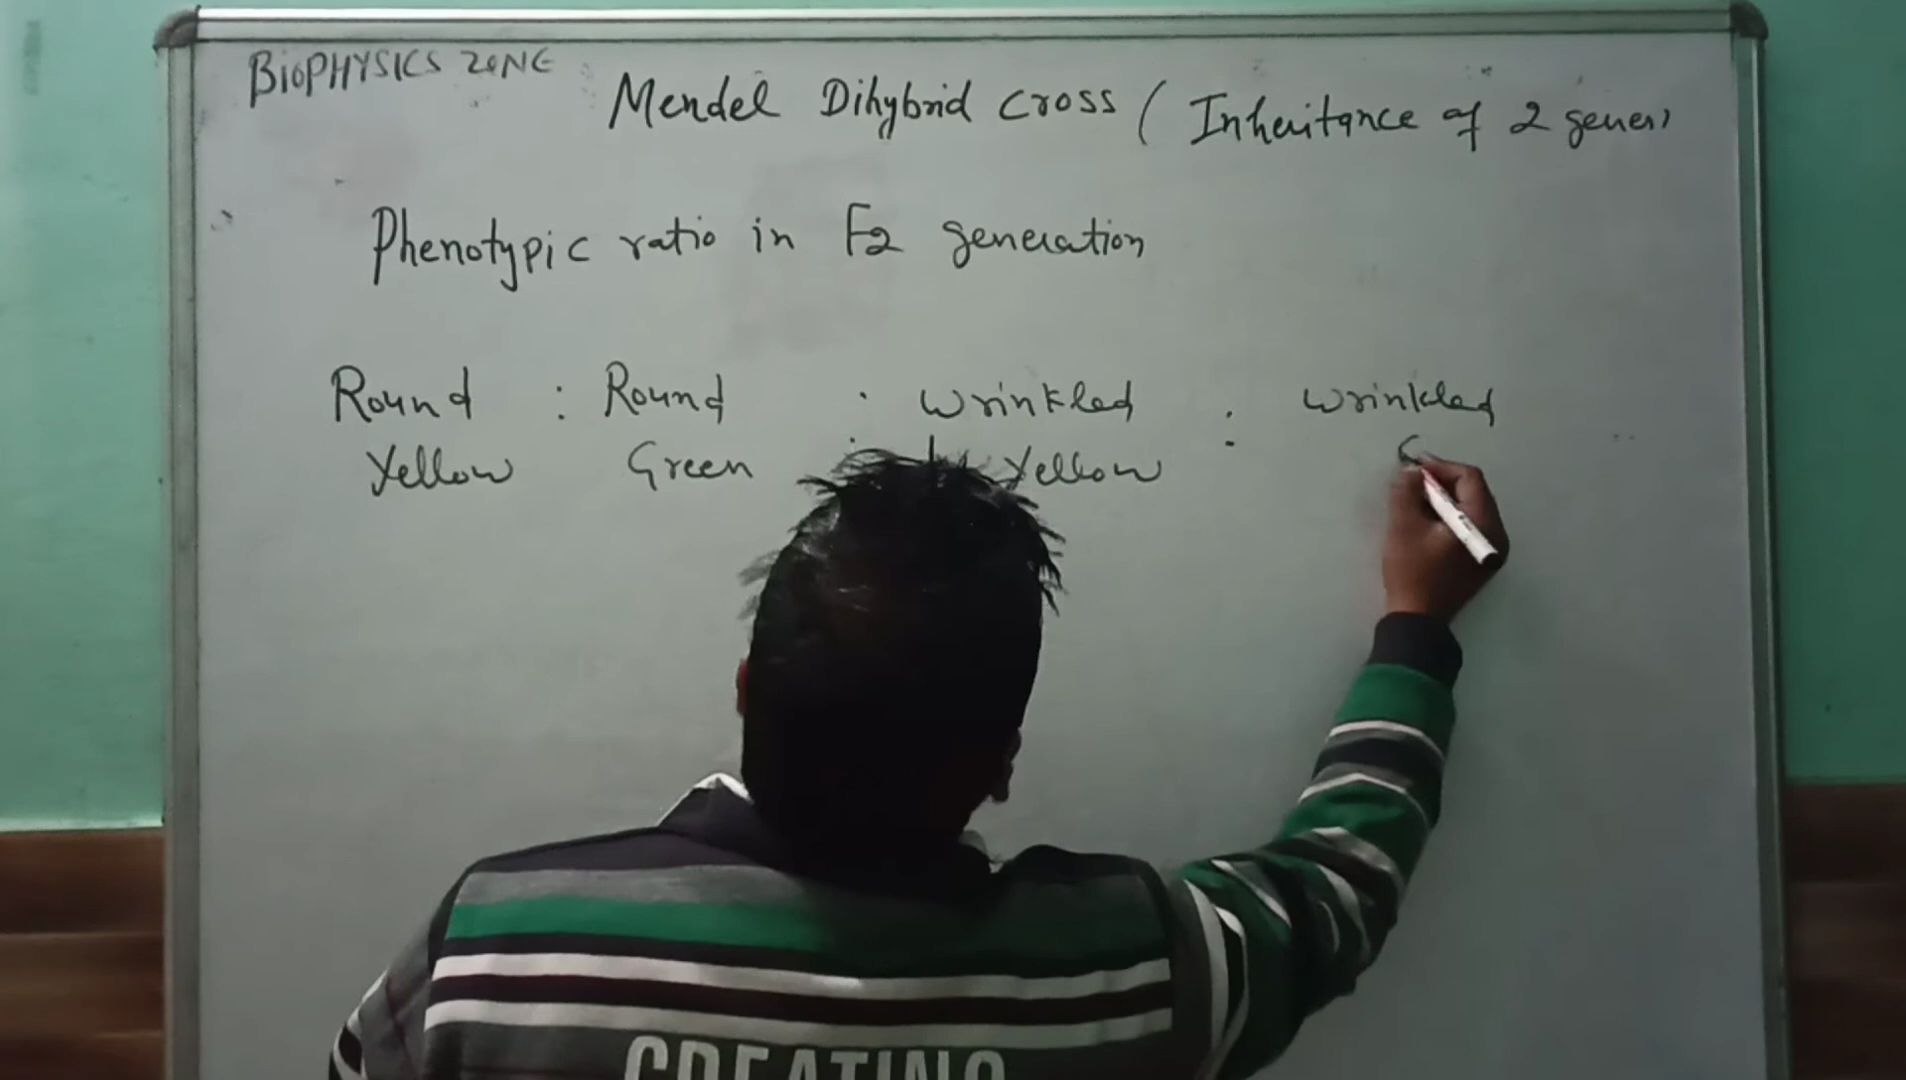 BIOPHYSICS ZONE
Mendel Dihybrid cross ( Inheritance of 2 genes)
Phenotypic ratio in F2 generation
Round : Round : wrinkled : wrinkled
Yellow Green Yellow G
CREATING